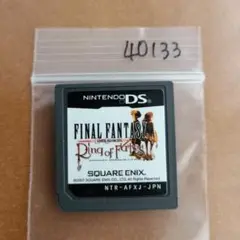 40133
NINTENDO DS
FINAL FANTASY
Ring of Fates
SQUARE ENIX
NTR-AFXJ-JPN